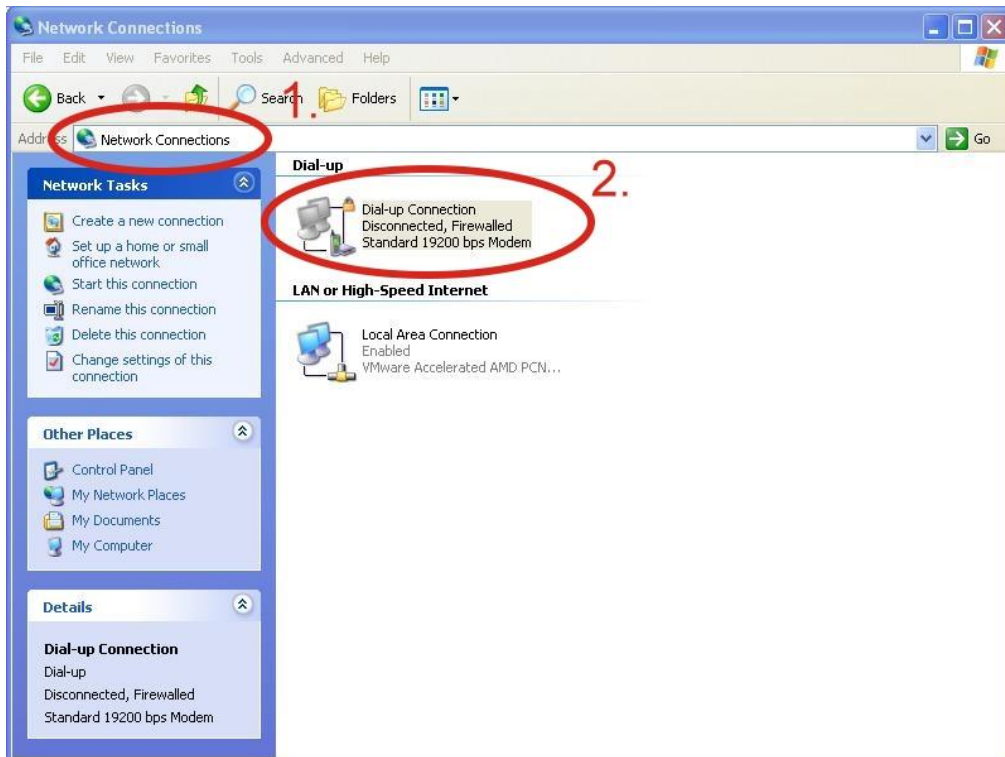 Network Connections
File Edit View Favorites Tools Advanced Help
Back Search Folders
1.
Address Network Connections Go
Network Tasks
Create a new connection
Set up a home or small
office network
Start this connection
Rename this connection
Delete this connection
Change settings of this
connection
Other Places
Control Panel
My Network Places
My Documents
My Computer
Details
Dial-up Connection
Dial-up
Disconnected, Firewalled
Standard 19200 bps Modem
Dial-up
2.
Dial-up Connection
Disconnected, Firewalled
Standard 19200 bps Modem
LAN or High-Speed Internet
Local Area Connection
Enabled
VMware Accelerated AMD PCN...